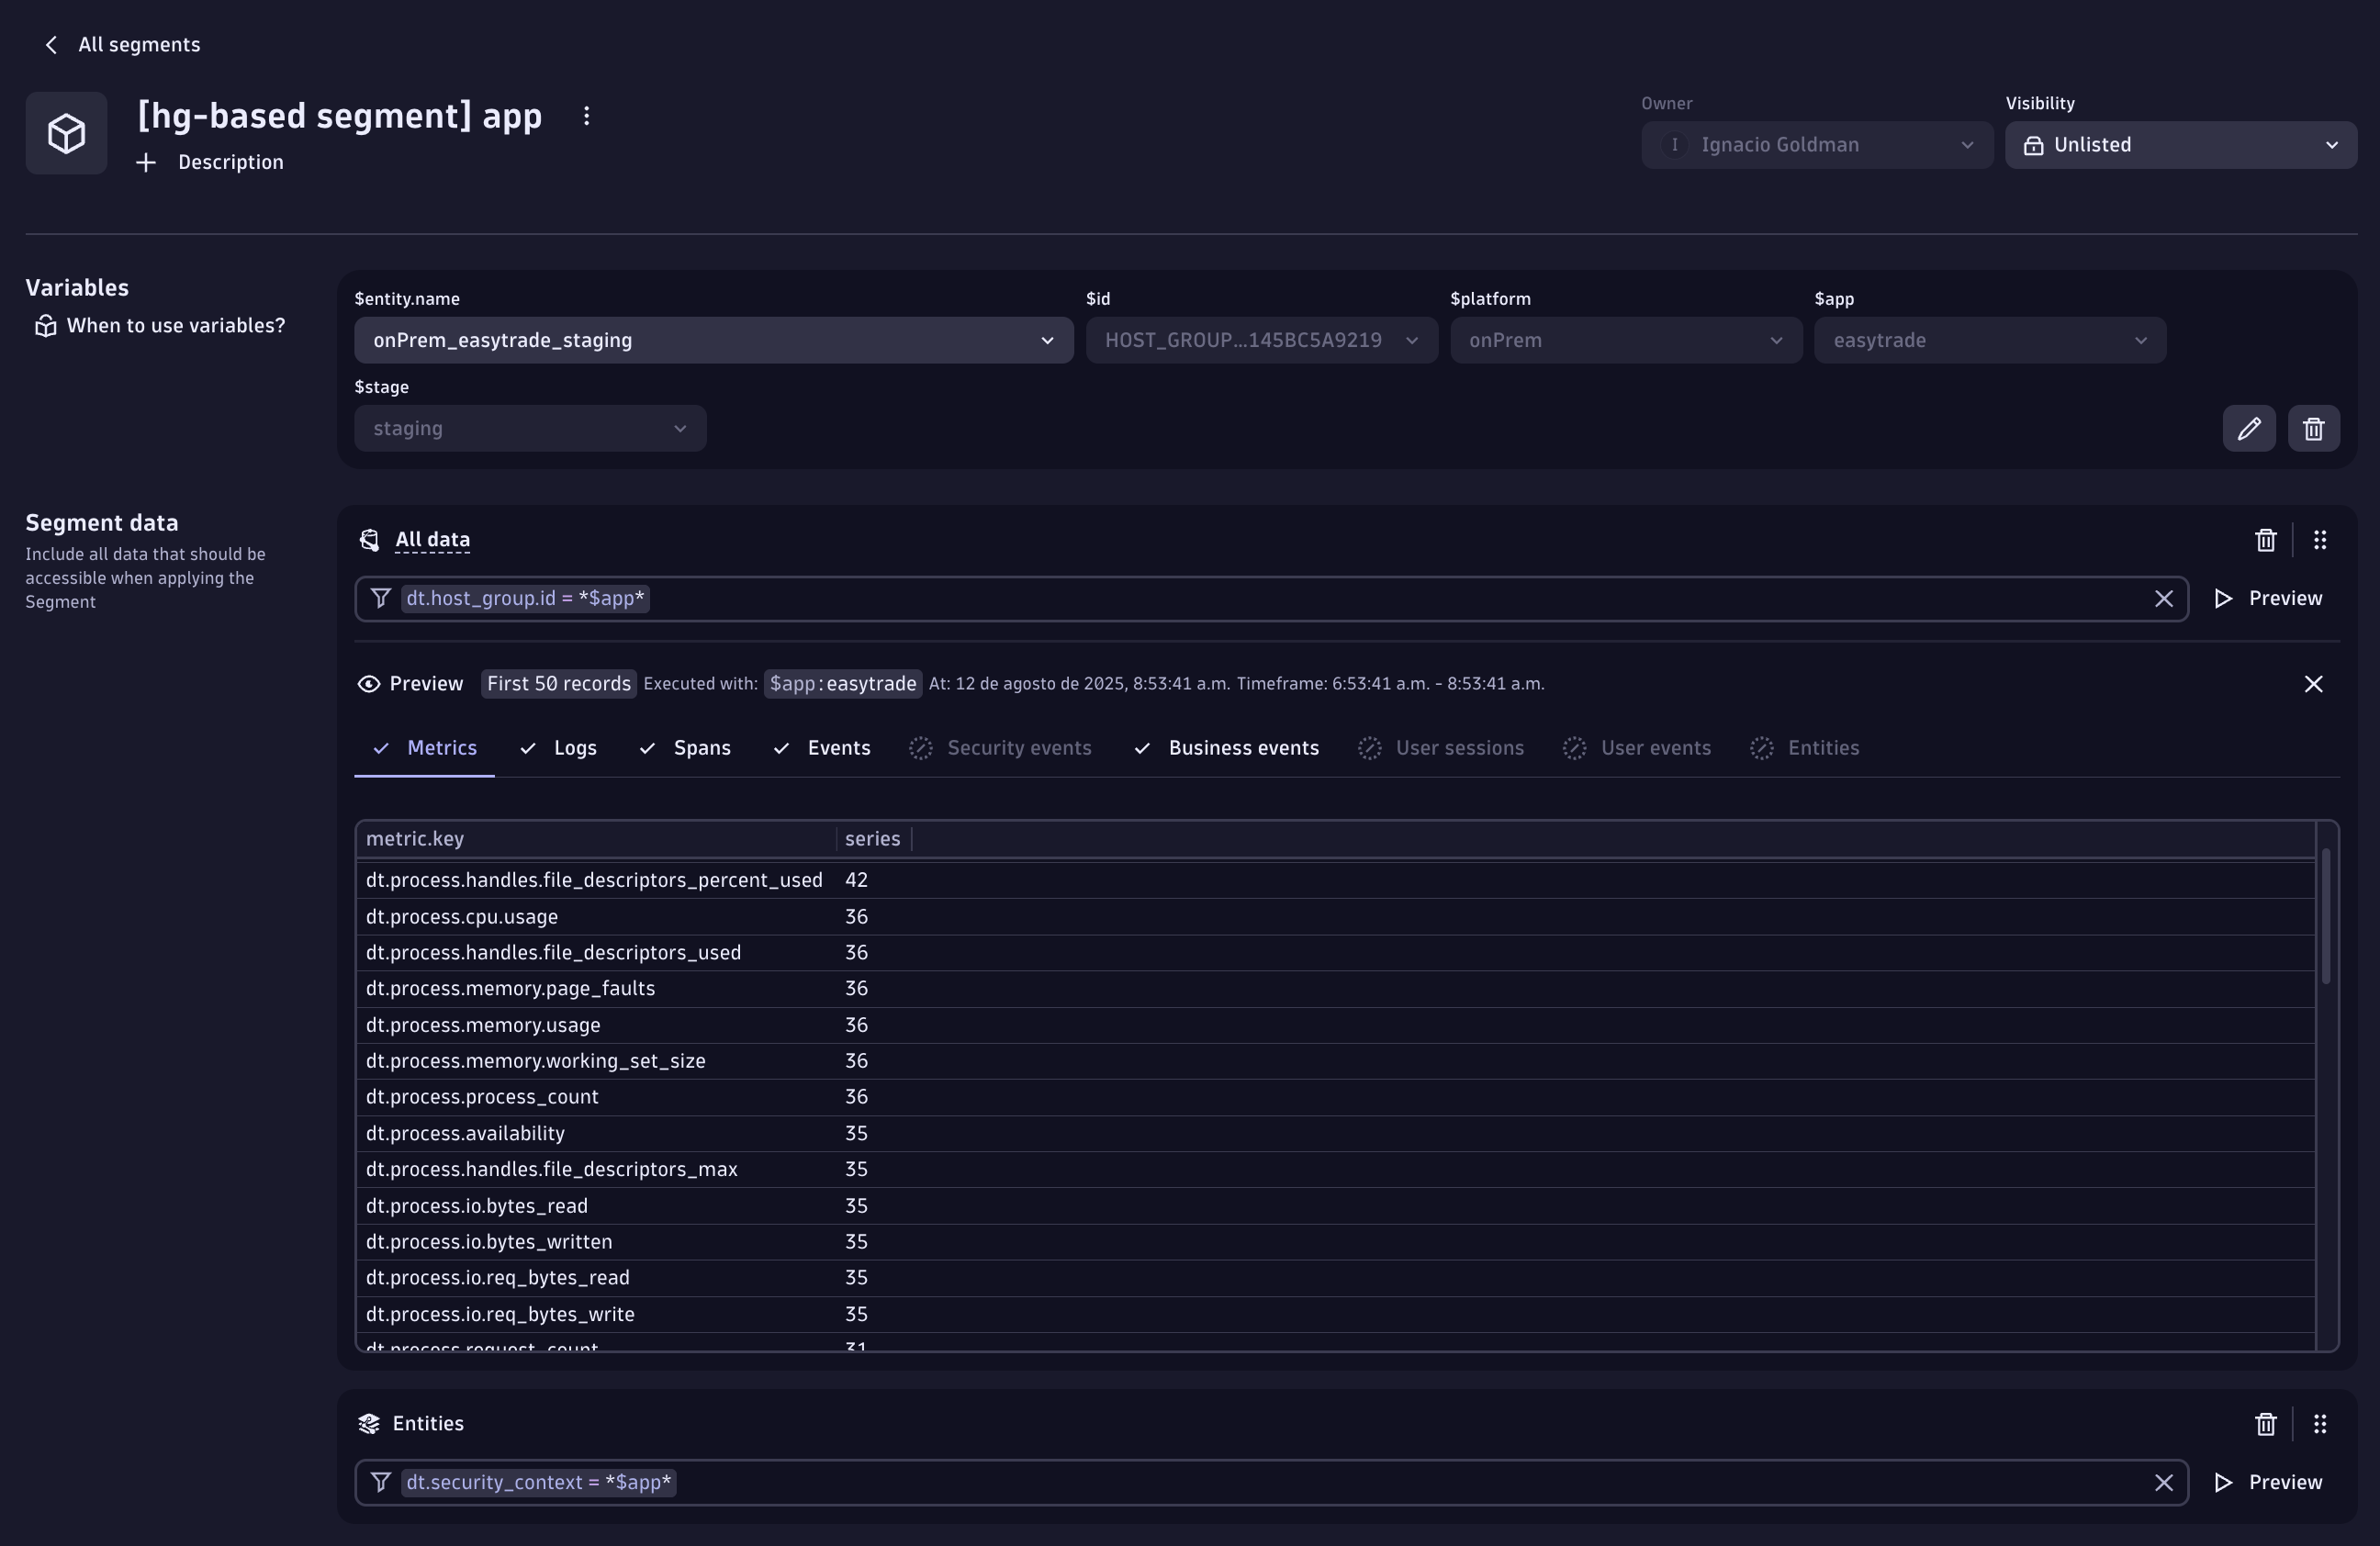 All segments
[hg-based segment] app
Description
Owner
I Ignacio Goldman
Visibility
Unlisted
Variables
When to use variables?
$entity.name
onPrem_easytrade_staging
$id
HOST_GROUP...145BC5A9219
$platform
onPrem
$app
easytrade
$stage
staging
Segment data
Include all data that should be
accessible when applying the
Segment
All data
dt.host_group.id = *$app*
Preview
Preview First 50 records Executed with: $app:easytrade At: 12 de agosto de 2025, 8:53:41 a.m. Timeframe: 6:53:41 a.m. - 8:53:41 a.m.
Metrics Logs Spans Events Security events Business events User sessions User events Entities
metric.key series
dt.process.handles.file_descriptors_percent_used 42
dt.process.cpu.usage 36
dt.process.handles.file_descriptors_used 36
dt.process.memory.page_faults 36
dt.process.memory.usage 36
dt.process.memory.working_set_size 36
dt.process.process_count 36
dt.process.availability 35
dt.process.handles.file_descriptors_max 35
dt.process.io.bytes_read 35
dt.process.io.bytes_written 35
dt.process.io.req_bytes_read 35
dt.process.io.req_bytes_write 35
dt.process.request_count 31
Entities
dt.security_context = *$app*
Preview